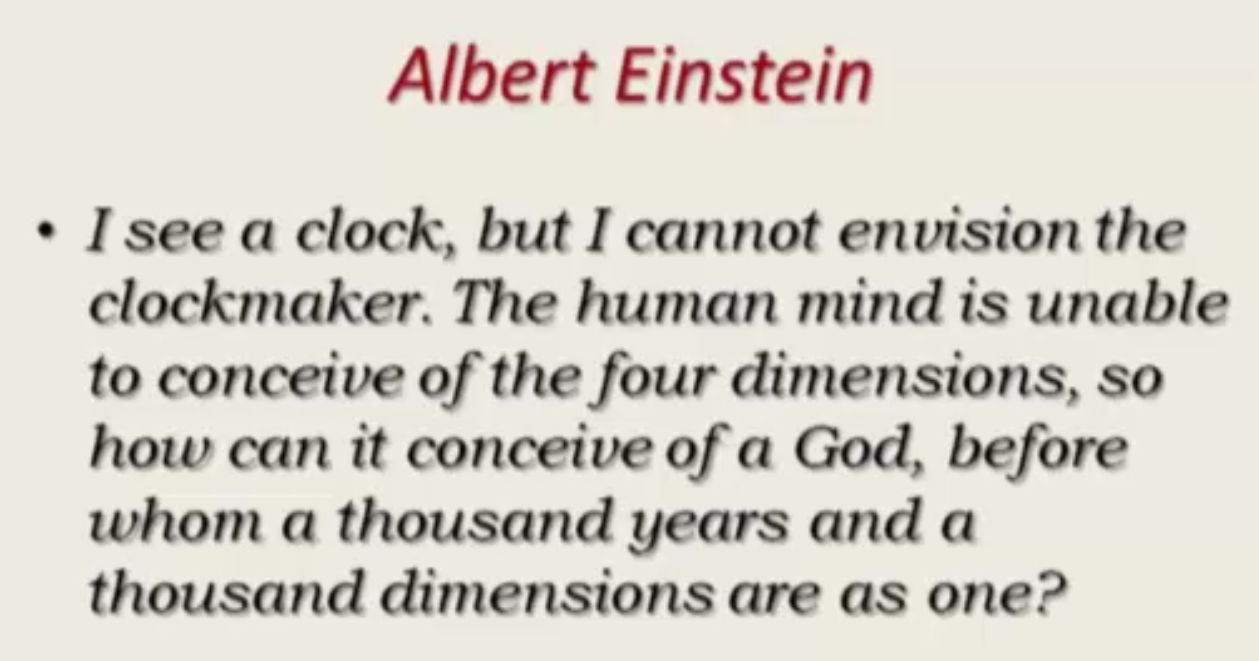 Albert Einstein
• I see a clock, but I cannot envision the
clockmaker. The human mind is unable
to conceive of the four dimensions, so
how can it conceive of a God, before
whom a thousand years and a
thousand dimensions are as one?